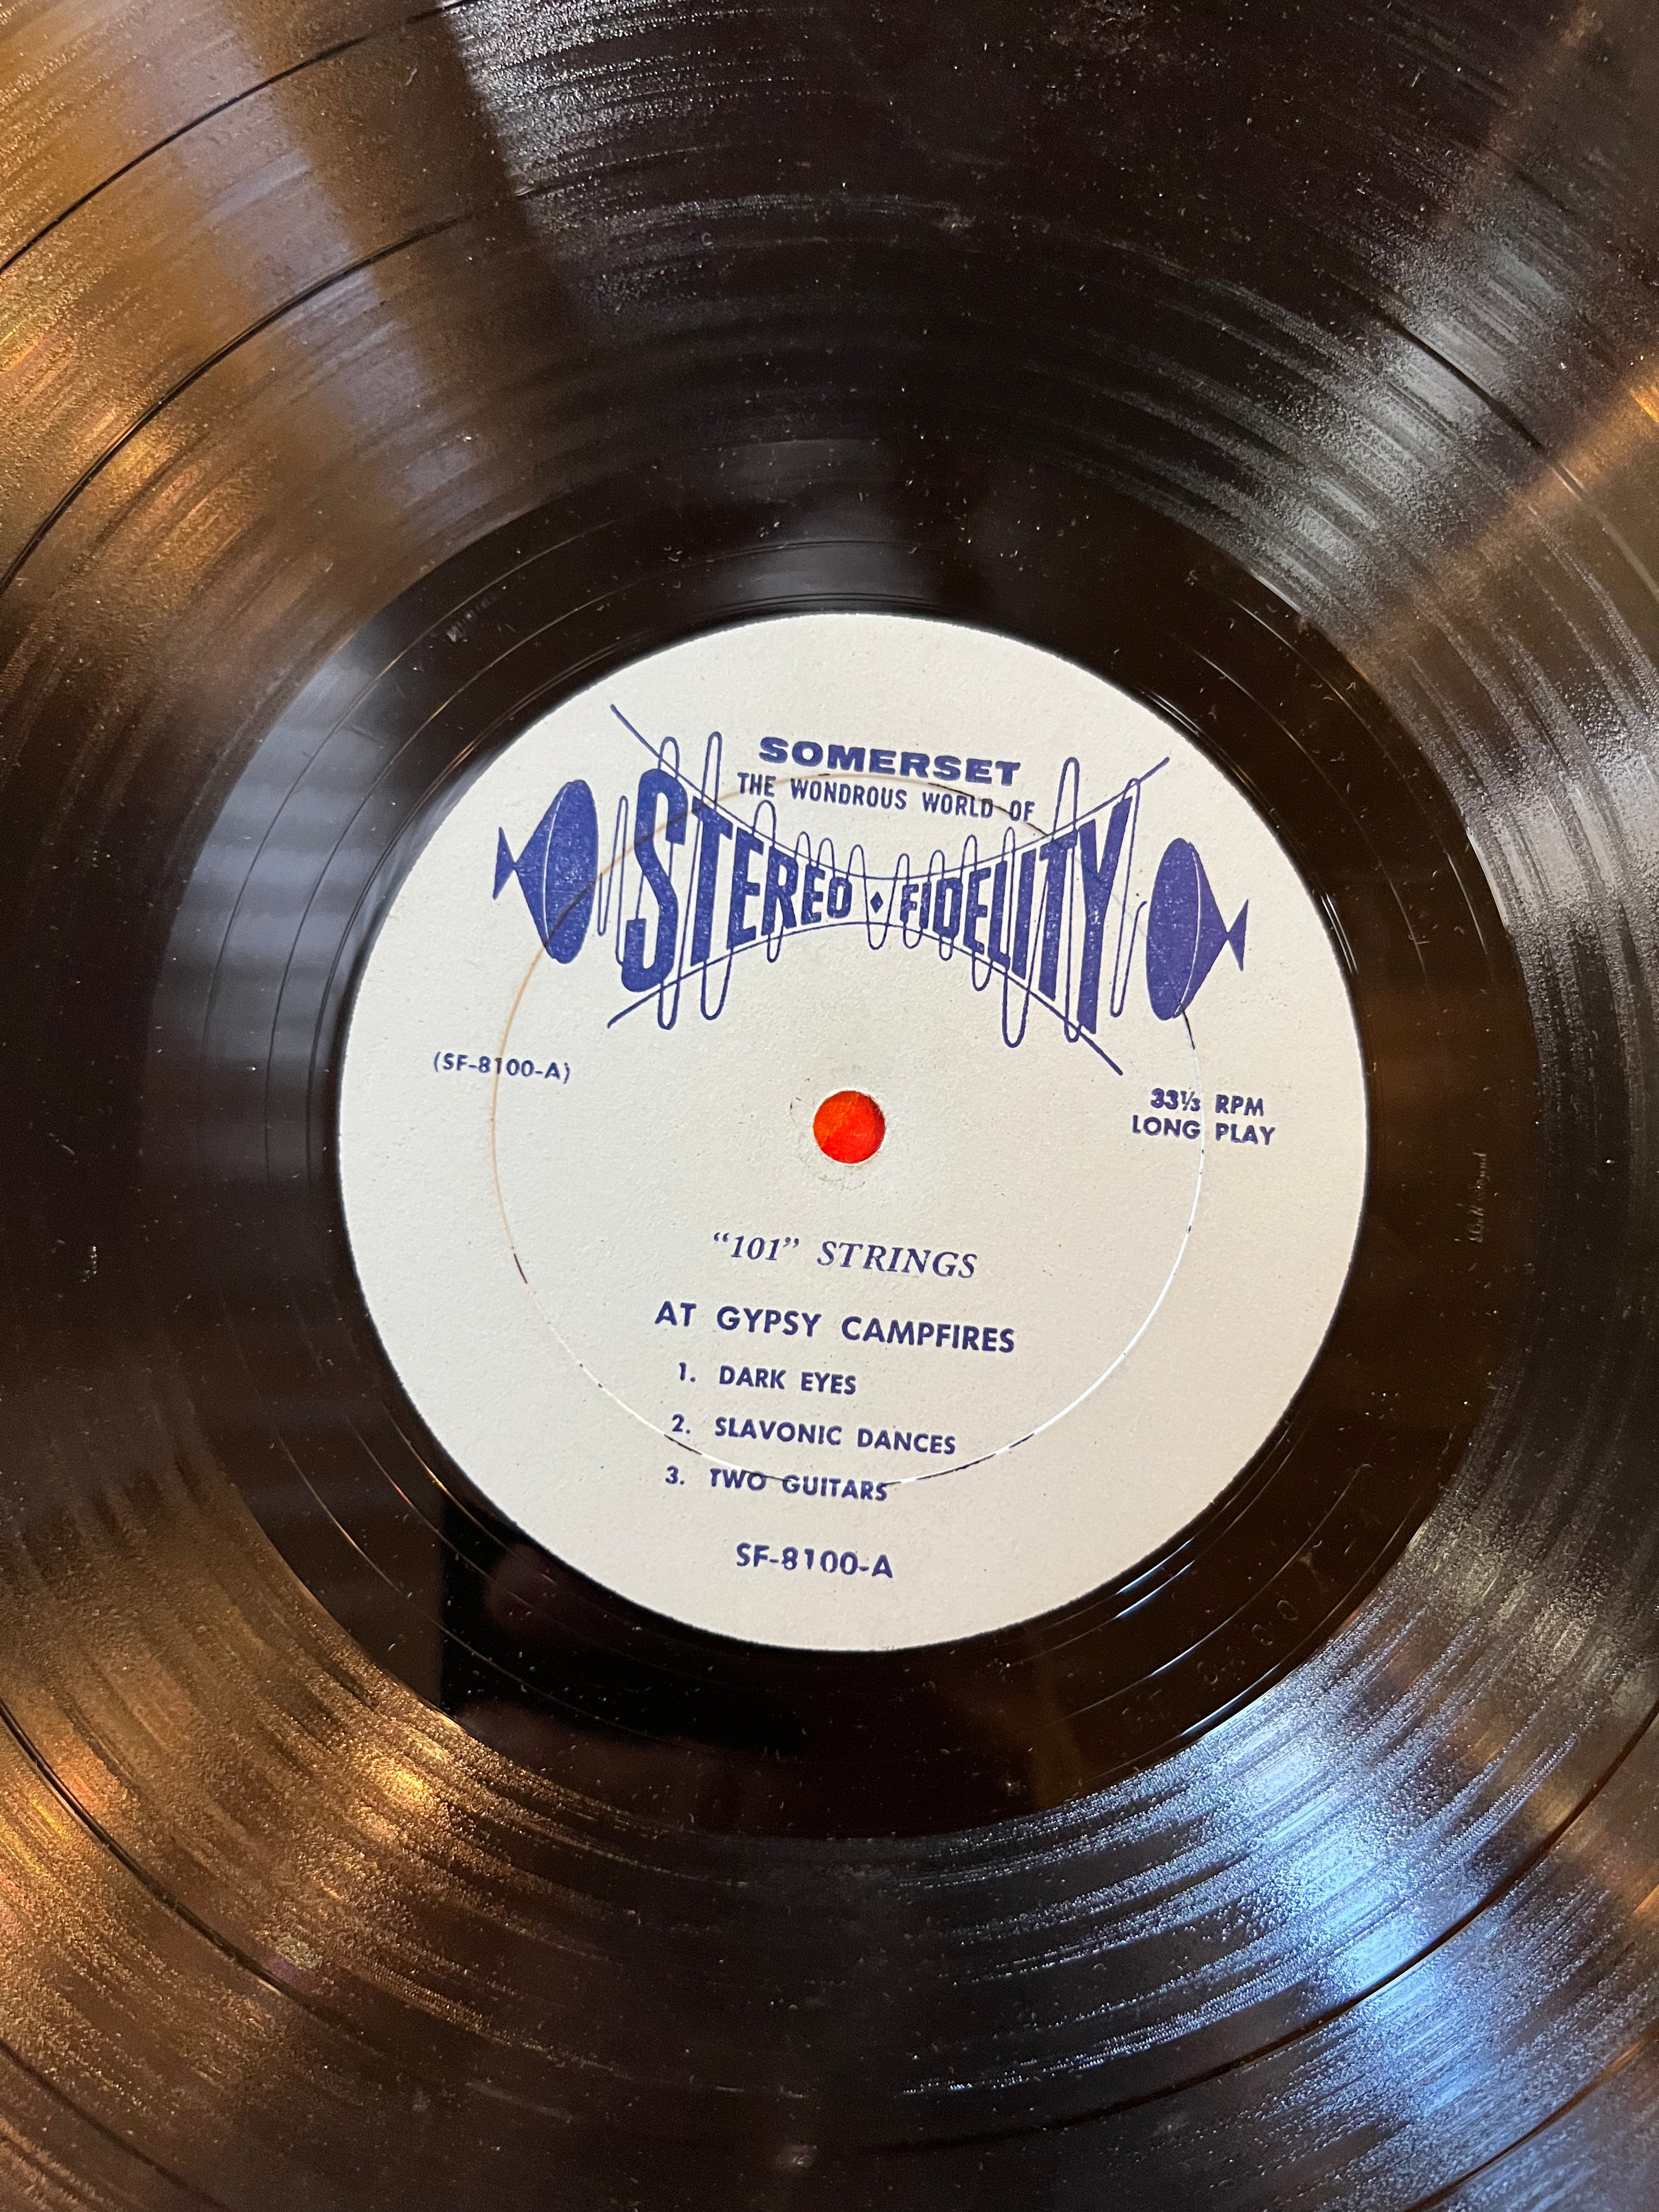 SOMERSET
THE WONDROUS WORLD OF
STEREO ♦ FIDELITY
(SF-8100-A)
33⅓ RPM
LONG PLAY
“101” STRINGS
AT GYPSY CAMPFIRES
1. DARK EYES
2. SLAVONIC DANCES
3. TWO GUITARS
SF-8100-A